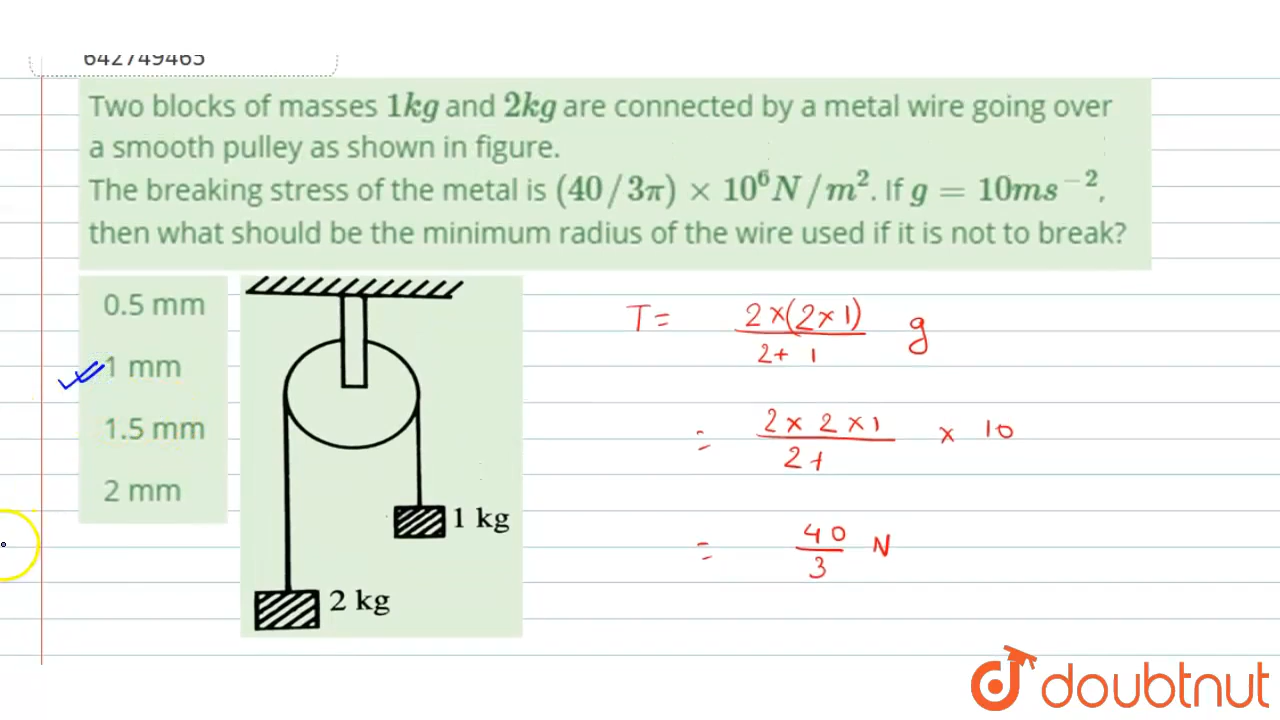 642749465
Two blocks of masses 1kg and 2kg are connected by a metal wire going over
a smooth pulley as shown in figure.
The breaking stress of the metal is (40/3π) × 10⁶N/m². If g = 10ms⁻²,
then what should be the minimum radius of the wire used if it is not to break?
0.5 mm
1 mm
1.5 mm
2 mm
1 kg
2 kg
T= 2×(2×1)/2+1 g
= 2×2×1/2+ × 10
= 40/3 N
doubtnut